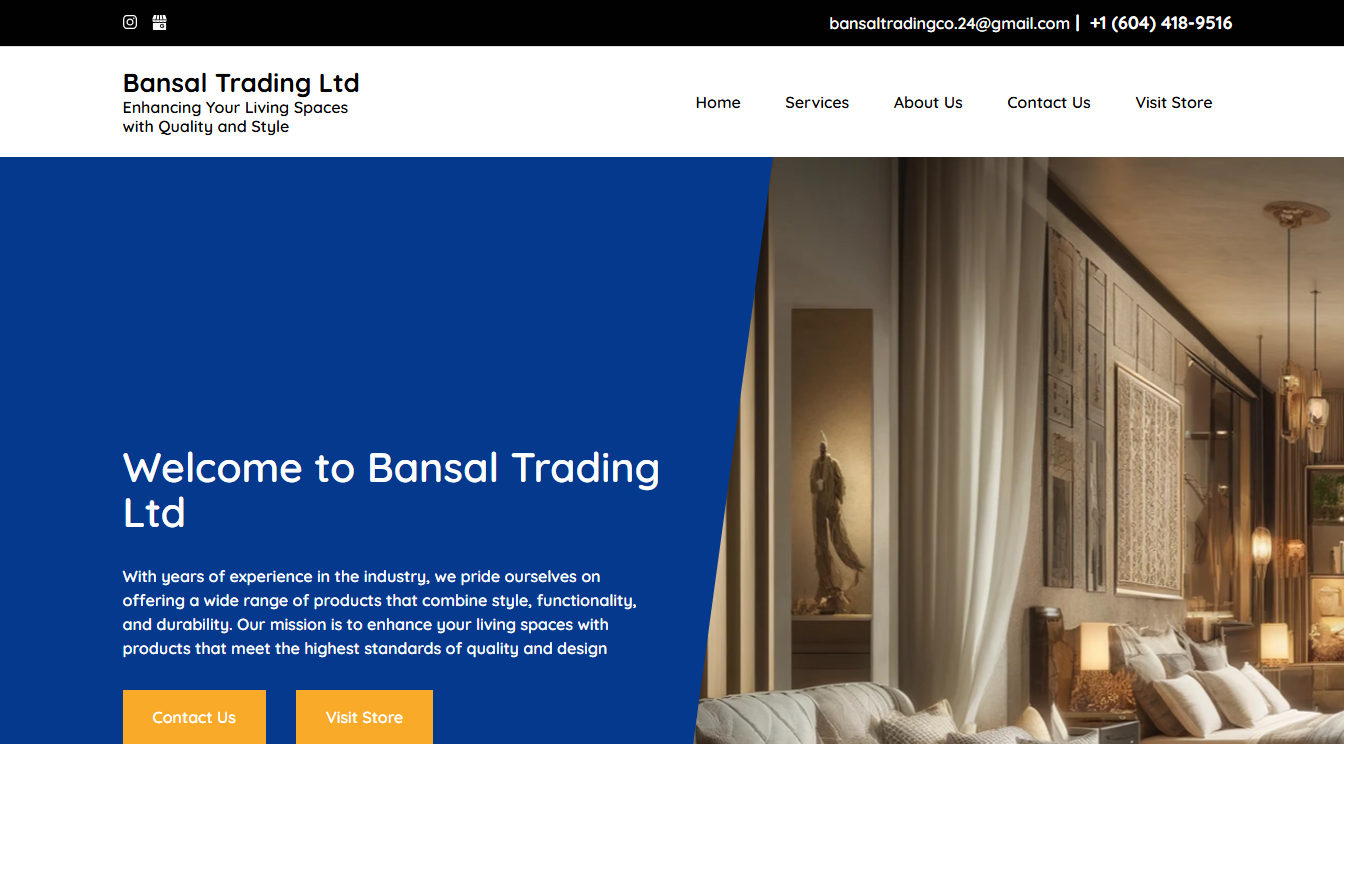 bansaltradingco.24@gmail.com | +1 (604) 418-9516
Bansal Trading Ltd
Enhancing Your Living Spaces
with Quality and Style
Home Services About Us Contact Us Visit Store
Welcome to Bansal Trading
Ltd
With years of experience in the industry, we pride ourselves on
offering a wide range of products that combine style, functionality,
and durability. Our mission is to enhance your living spaces with
products that meet the highest standards of quality and design
Contact Us Visit Store